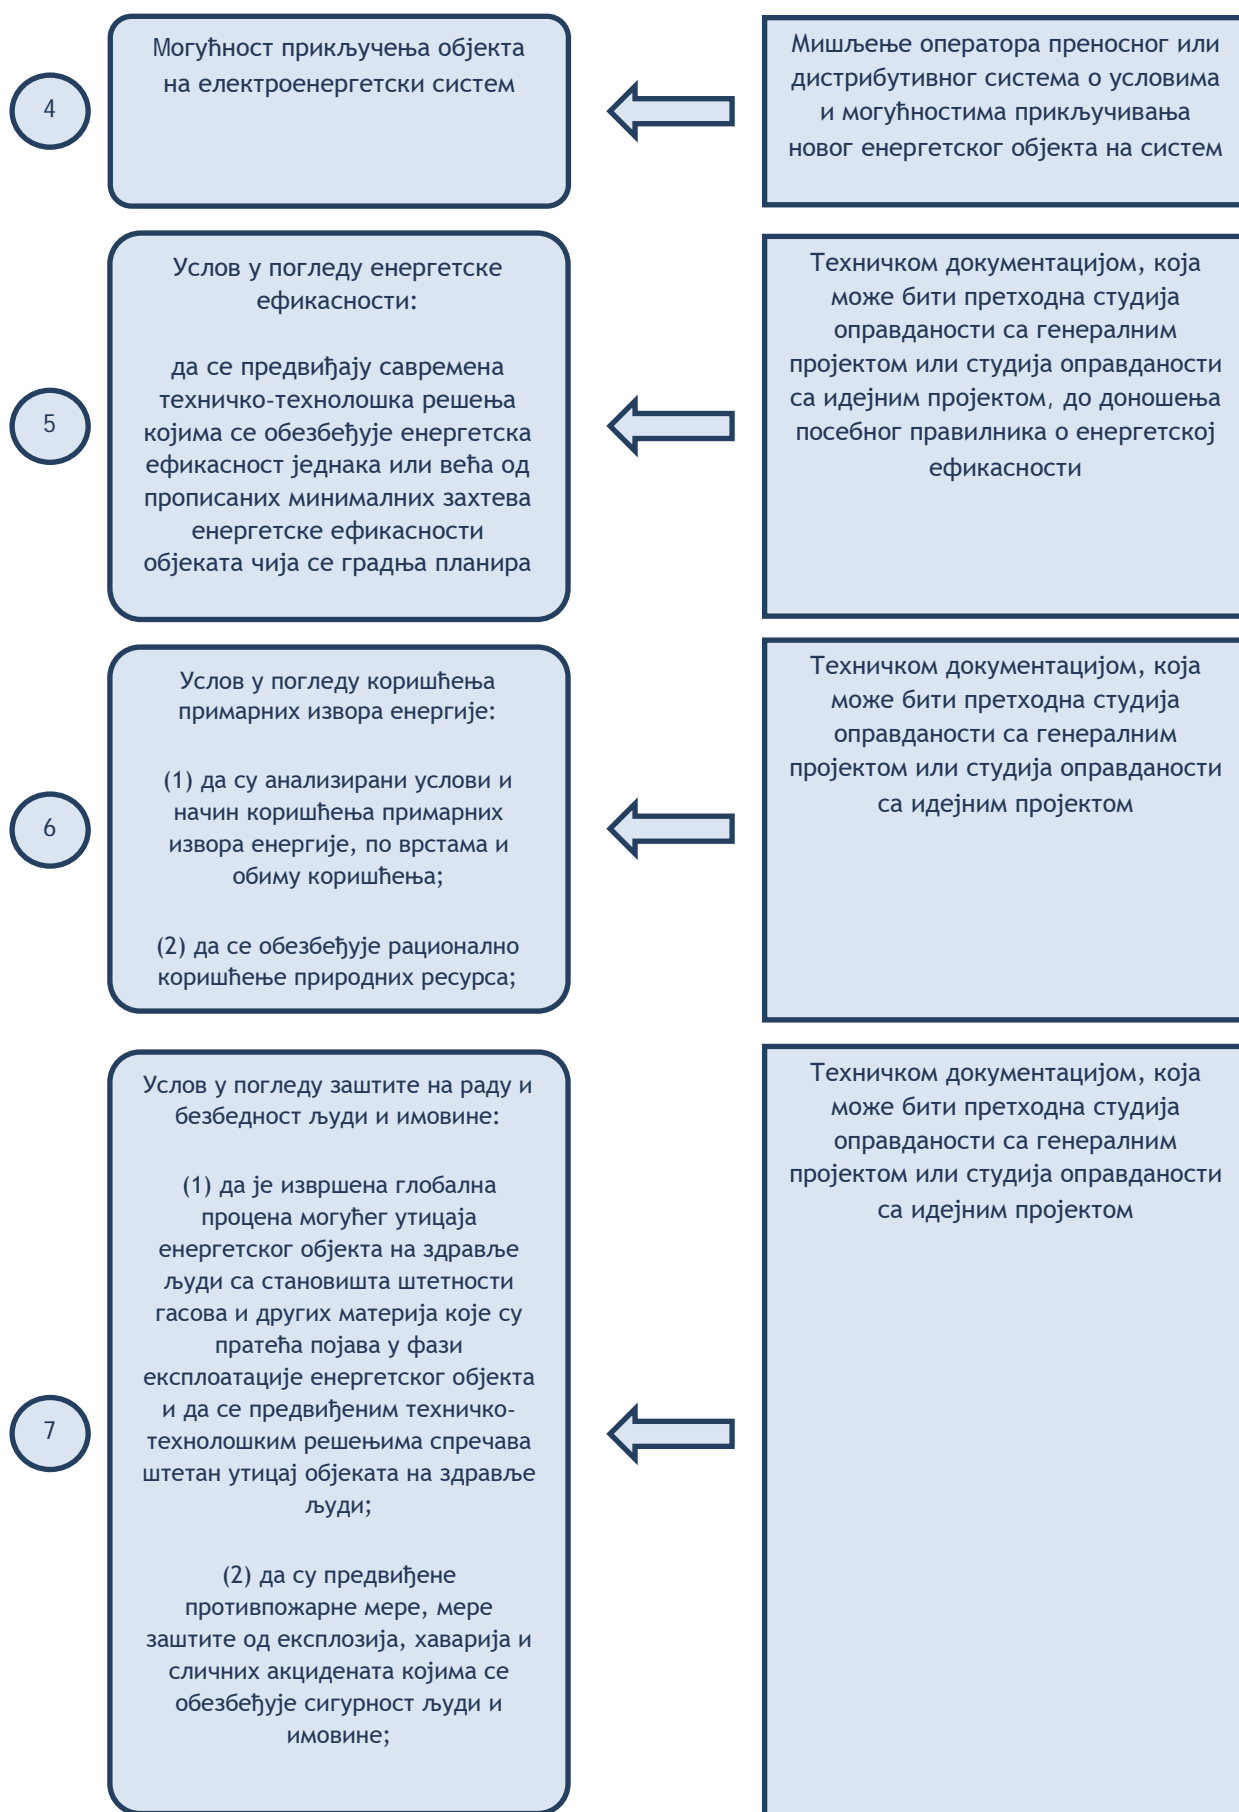 4
Могућност прикључења објекта
на електроенергетски систем
Мишљење оператора преносног или
дистрибутивног система о условима
и могућностима прикључивања
новог енергетског објекта на систем
5
Услов у погледу енергетске
ефикасности:
да се предвиђају савремена
техничко-технолошка решења
којима се обезбеђује енергетска
ефикасност једнака или већа од
прописаних минималних захтева
енергетске ефикасности
објеката чија се градња планира
Техничком документацијом, која
може бити претходна студија
оправданости са генералним
пројектом или студија оправданости
са идејним пројектом, до доношења
посебног правилника о енергетској
ефикасности
6
Услов у погледу коришћења
примарних извора енергије:
(1) да су анализирани услови и
начин коришћења примарних
извора енергије, по врстама и
обиму коришћења;
(2) да се обезбеђује рационално
коришћење природних ресурса;
Техничком документацијом, која
може бити претходна студија
оправданости са генералним
пројектом или студија оправданости
са идејним пројектом
7
Услов у погледу заштите на раду и
безбедност људи и имовине:
(1) да је извршена глобална
процена могућег утицаја
енергетског објекта на здравље
људи са становишта штетности
гасова и других материја које су
пратећа појава у фази
експлоатације енергетског објекта
и да се предвиђеним техничко-
технолошким решењима спречава
штетан утицај објеката на здравље
људи;
(2) да су предвиђене
противпожарне мере, мере
заштите од експлозија, хаварија и
сличних акцидената којима се
обезбеђује сигурност људи и
имовине;
Техничком документацијом, која
може бити претходна студија
оправданости са генералним
пројектом или студија оправданости
са идејним пројектом